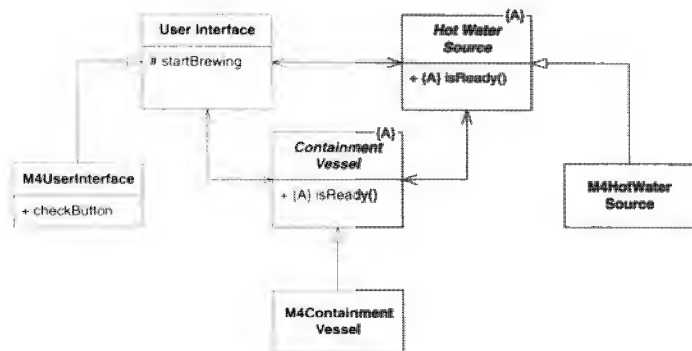 {A}
User Interface
Hot Water
Source
# startBrewing
+ {A} isReady()
{A}
Containment
Vessel
M4UserInterface
+ {A} isReady()
M4HotWater
Source
+ checkButton
M4Containment
Vessel